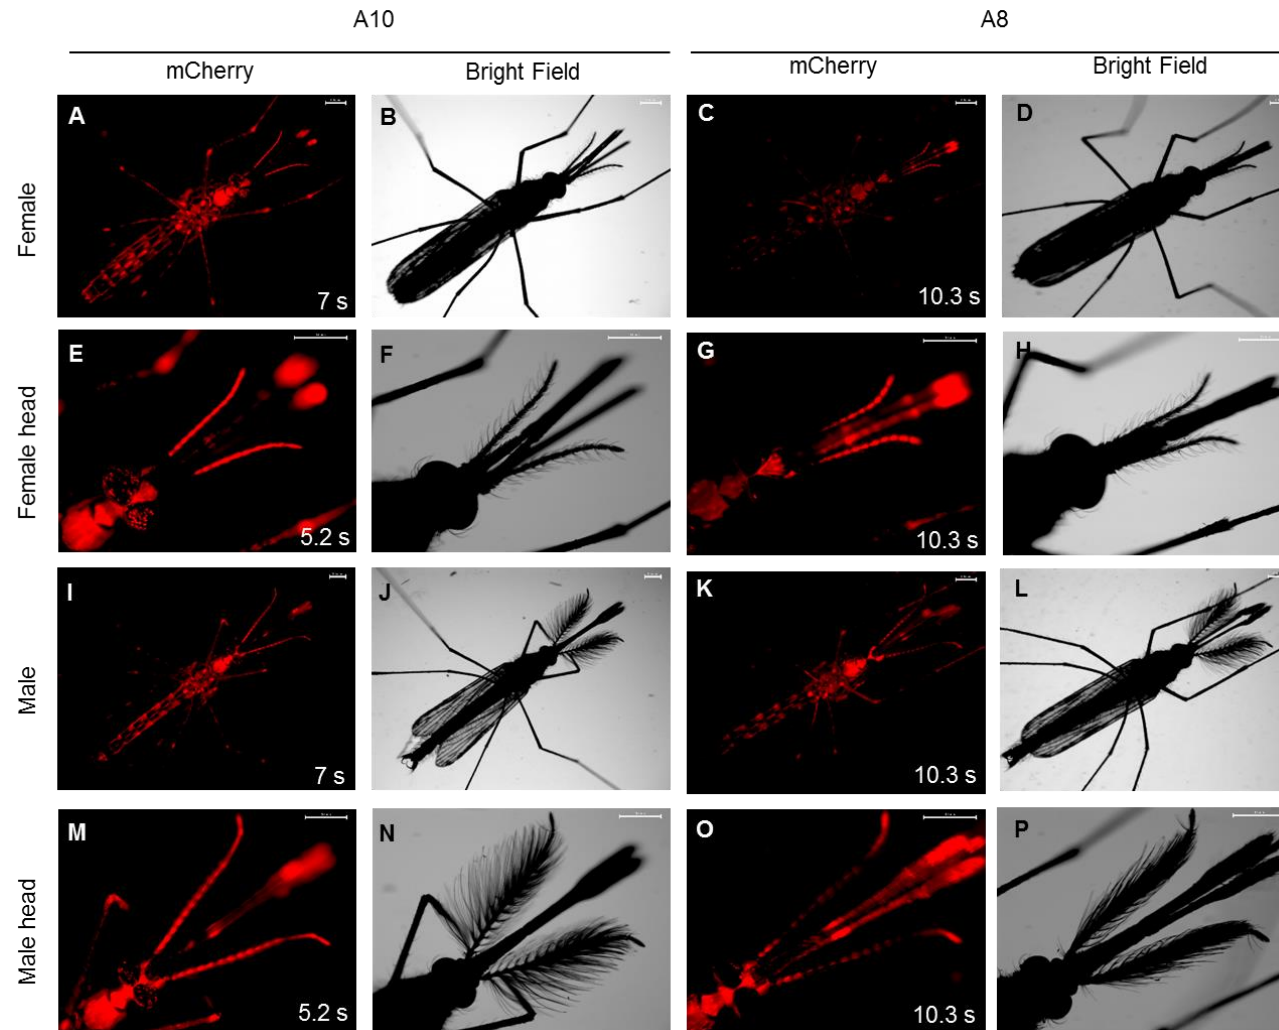 A10 A8
mCherry Bright Field mCherry Bright Field
Female
A 7 s B C 10.3 s D
Female head
E 5.2 s F G 10.3 s H
Male
I 7 s J K 10.3 s L
Male head
M 5.2 s N O 10.3 s P